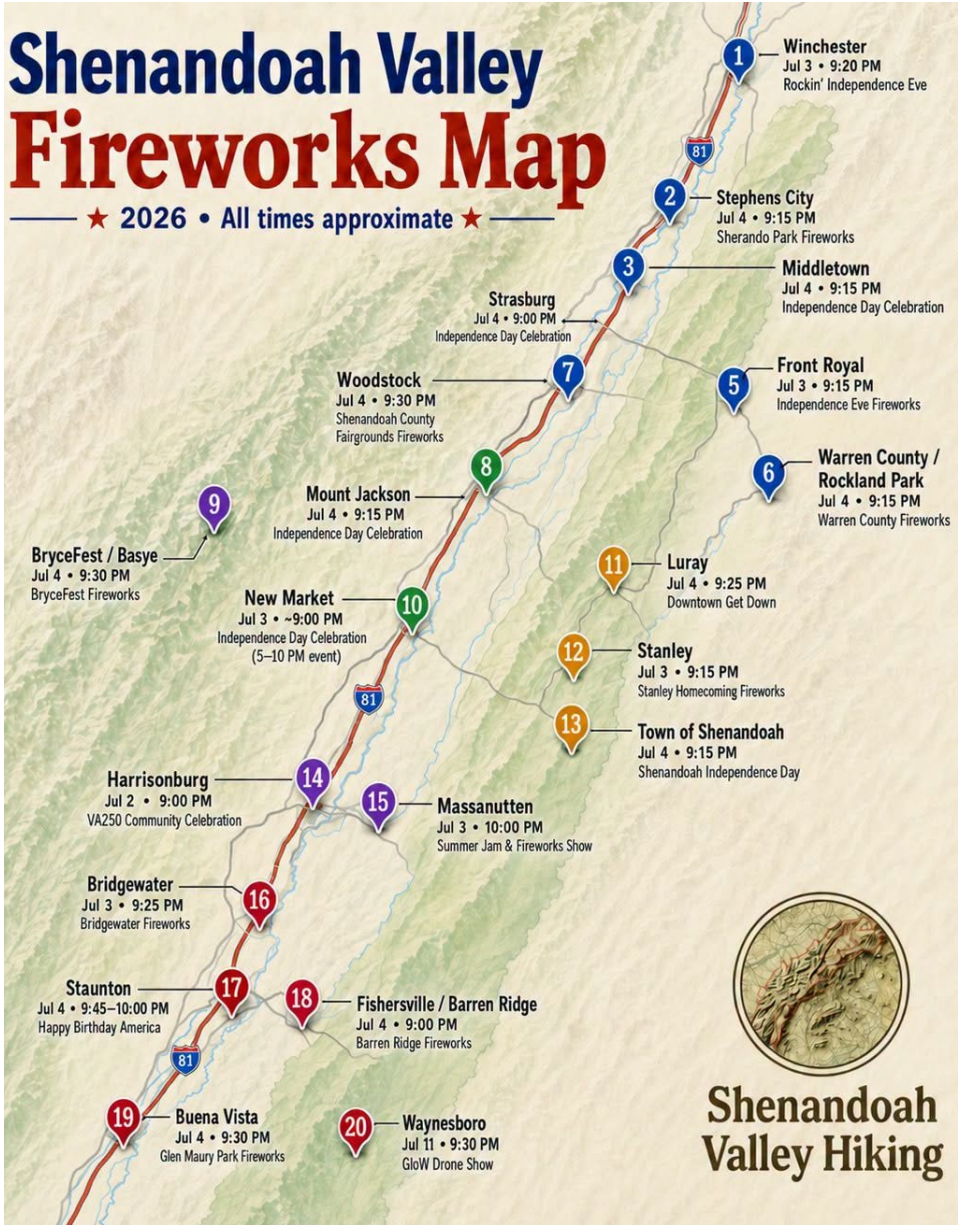 Shenandoah Valley
Fireworks Map
★ 2026 • All times approximate ★
1
Winchester
Jul 3 • 9:20 PM
Rockin' Independence Eve
81
2
Stephens City
Jul 4 • 9:15 PM
Sherando Park Fireworks
3
Middletown
Jul 4 • 9:15 PM
Independence Day Celebration
Strasburg
Jul 4 • 9:00 PM
Independence Day Celebration
5
Front Royal
Jul 3 • 9:15 PM
Independence Eve Fireworks
7
Woodstock
Jul 4 • 9:30 PM
Shenandoah County
Fairgrounds Fireworks
6
Warren County /
Rockland Park
Jul 4 • 9:15 PM
Warren County Fireworks
8
Mount Jackson
Jul 4 • 9:15 PM
Independence Day Celebration
9
BryceFest / Basye
Jul 4 • 9:30 PM
BryceFest Fireworks
11
Luray
Jul 4 • 9:25 PM
Downtown Get Down
10
New Market
Jul 3 • ~9:00 PM
Independence Day Celebration
(5–10 PM event)
12
Stanley
Jul 3 • 9:15 PM
Stanley Homecoming Fireworks
81
13
Town of Shenandoah
Jul 4 • 9:15 PM
Shenandoah Independence Day
14
Harrisonburg
Jul 2 • 9:00 PM
VA250 Community Celebration
15
Massanutten
Jul 3 • 10:00 PM
Summer Jam & Fireworks Show
16
Bridgewater
Jul 3 • 9:25 PM
Bridgewater Fireworks
17
Staunton
Jul 4 • 9:45–10:00 PM
Happy Birthday America
18
Fishersville / Barren Ridge
Jul 4 • 9:00 PM
Barren Ridge Fireworks
81
19
Buena Vista
Jul 4 • 9:30 PM
Glen Maury Park Fireworks
20
Waynesboro
Jul 11 • 9:30 PM
GloW Drone Show
Shenandoah
Valley Hiking